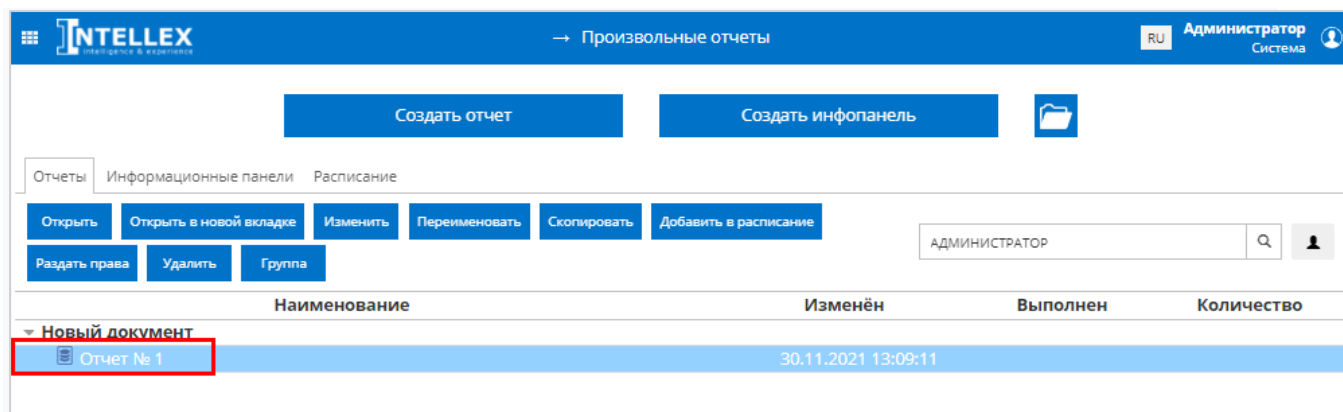 INTELLEX
intelligence & experience
→ Произвольные отчеты
RU
Администратор
Система
Создать отчет
Создать инфопанель
Отчеты Информационные панели Расписание
Открыть Открыть в новой вкладке Изменить Переименовать Скопировать Добавить в расписание
АДМИНИСТРАТОР
Раздать права Удалить Группа
Наименование Изменён Выполнен Количество
Новый документ
Отчет № 1 30.11.2021 13:09:11